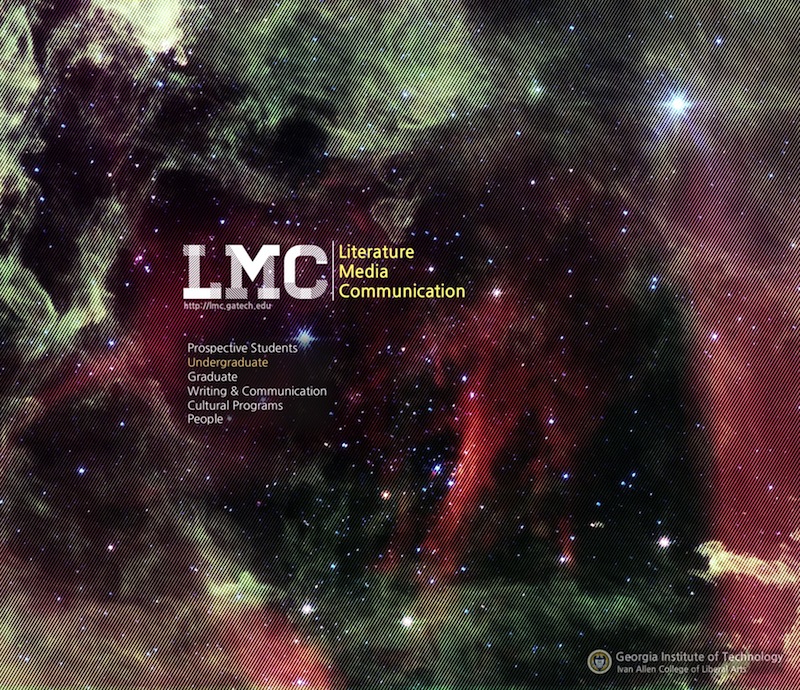 LMC
Literature
Media
Communication
http://lmc.gatech.edu
Prospective Students
Undergraduate
Graduate
Writing & Communication
Cultural Programs
People
Georgia Institute of Technology
Ivan Allen College of Liberal Arts